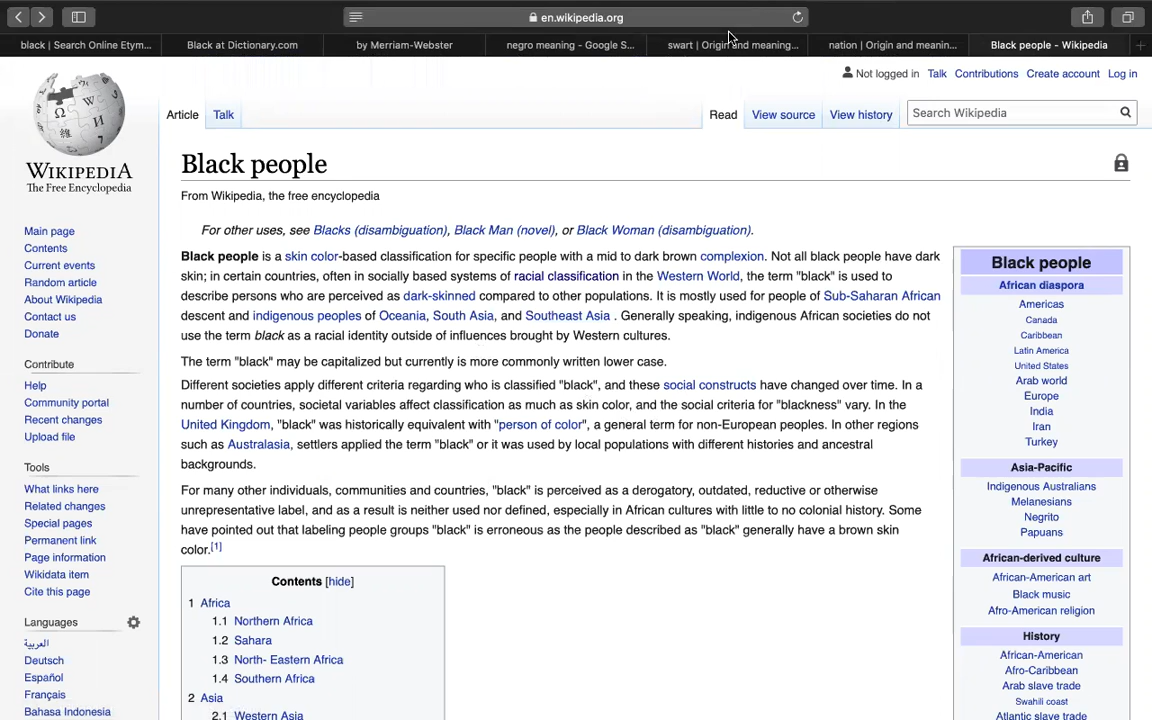 en.wikipedia.org
black | Search Online Etym...
Black at Dictionary.com
by Merriam-Webster
negro meaning - Google S...
swart | Origin and meaning...
nation | Origin and meanin...
Black people - Wikipedia
Not logged in Talk Contributions Create account Log in
Article Talk
Read View source View history
Search Wikipedia
WIKIPEDIA
The Free Encyclopedia
Main page
Contents
Current events
Random article
About Wikipedia
Contact us
Donate
Contribute
Help
Community portal
Recent changes
Upload file
Tools
What links here
Related changes
Special pages
Permanent link
Page information
Wikidata item
Cite this page
Languages
العربية
Deutsch
Español
Français
Bahasa Indonesia
Black people
From Wikipedia, the free encyclopedia
For other uses, see Blacks (disambiguation), Black Man (novel), or Black Woman (disambiguation).
Black people is a skin color-based classification for specific people with a mid to dark brown complexion. Not all black people have dark
skin; in certain countries, often in socially based systems of racial classification in the Western World, the term "black" is used to
describe persons who are perceived as dark-skinned compared to other populations. It is mostly used for people of Sub-Saharan African
descent and indigenous peoples of Oceania, South Asia, and Southeast Asia . Generally speaking, indigenous African societies do not
use the term black as a racial identity outside of influences brought by Western cultures.
The term "black" may be capitalized but currently is more commonly written lower case.
Different societies apply different criteria regarding who is classified "black", and these social constructs have changed over time. In a
number of countries, societal variables affect classification as much as skin color, and the social criteria for "blackness" vary. In the
United Kingdom, "black" was historically equivalent with "person of color", a general term for non-European peoples. In other regions
such as Australasia, settlers applied the term "black" or it was used by local populations with different histories and ancestral
backgrounds.
For many other individuals, communities and countries, "black" is perceived as a derogatory, outdated, reductive or otherwise
unrepresentative label, and as a result is neither used nor defined, especially in African cultures with little to no colonial history. Some
have pointed out that labeling people groups "black" is erroneous as the people described as "black" generally have a brown skin
color.[1]
Contents [hide]
1 Africa
1.1 Northern Africa
1.2 Sahara
1.3 North- Eastern Africa
1.4 Southern Africa
2 Asia
2.1 Western Asia
Black people
African diaspora
Americas
Canada
Caribbean
Latin America
United States
Arab world
Europe
India
Iran
Turkey
Asia-Pacific
Indigenous Australians
Melanesians
Negrito
Papuans
African-derived culture
African-American art
Black music
Afro-American religion
History
African-American
Afro-Caribbean
Arab slave trade
Swahili coast
Atlantic slave trade